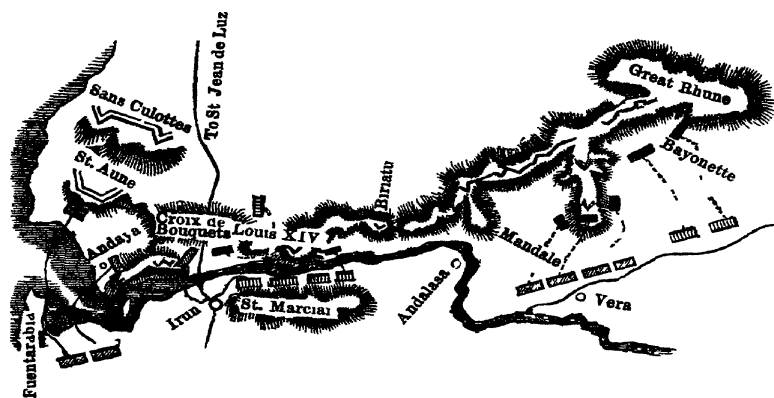 To St Jean de Luz
Sans Culottes
St. Aune
Great Rhune
Bayonette
Biriatu
Croix de
Bouquets
Louis XIV
Andaya
Mandale
Andalasa
Vera
Irun
St. Marcial
Fuentarabia